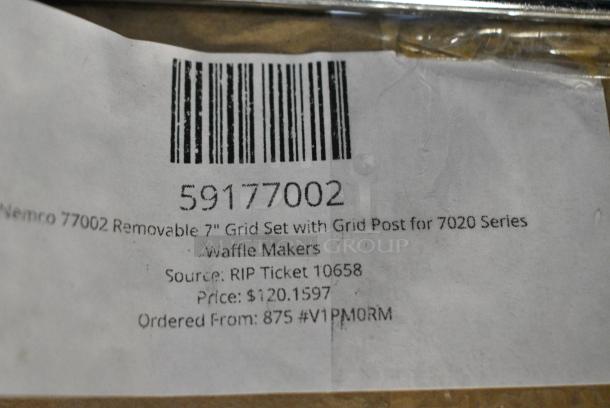 59177002
Nemco 77002 Removable 7" Grid Set with Grid Post for 7020 Series
Waffle Makers
Source: RIP Ticket 10658
Price: $120.1597
Ordered From: 875 #V1PM0RM
GROUP